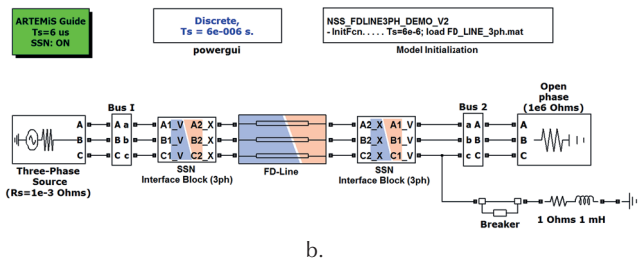 ARTEMiS Guide
Ts=6 us
SSN: ON
Discrete,
Ts = 6e-006 s.
powergui
NSS_FDLINE3PH_DEMO_V2
- InitFcn. . . . . Ts=6e-6; load FD_LINE_3ph.mat
Model Initialization
Bus I
A A a A1_V A2_X
B B b B1_V B2_X
C C c C1_V C2_X
Three-Phase
Source
(Rs=1e-3 Ohms)
SSN
Interface Block (3ph)
FD-Line
A2_X A1_V
B2_X B1_V
C2_X C1_V
SSN
Interface Block (3ph)
Bus 2
a A A
b B B
c C C
Open
phase
(1e6 Ohms)
Breaker
1 Ohms 1 mH
b.